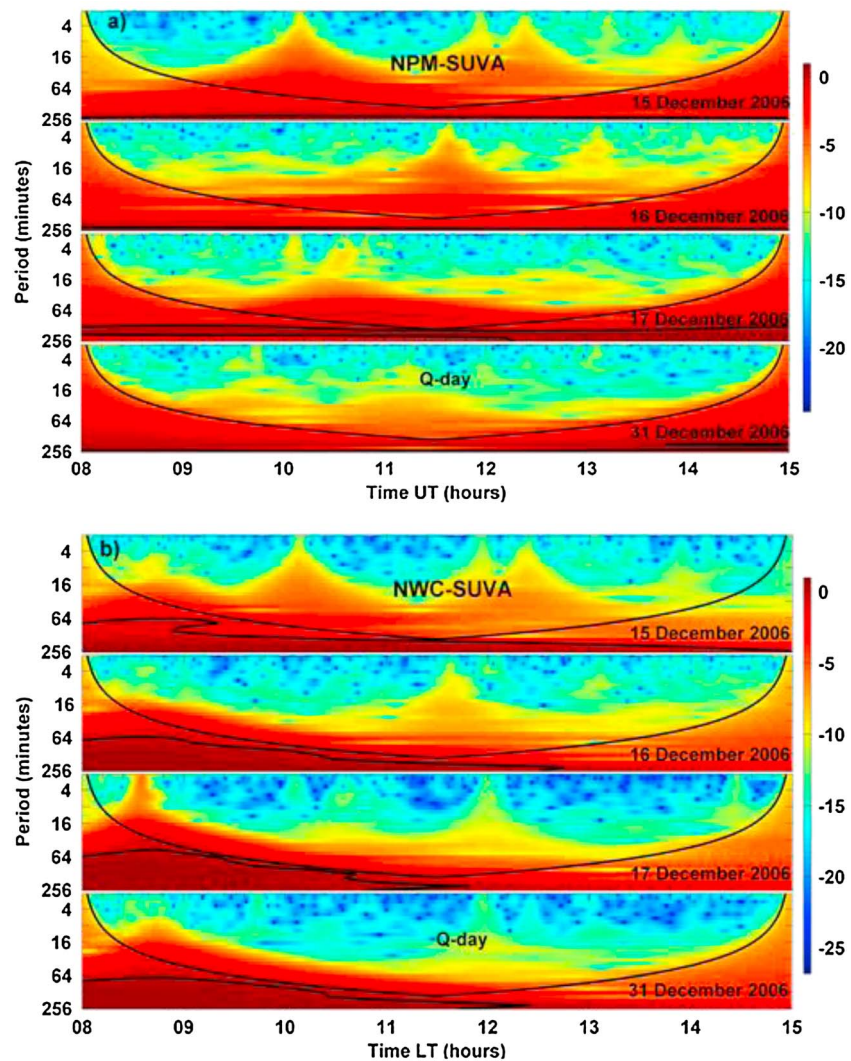 a)
4
16
NPM-SUVA
64
15 December 2006
256
4
16
64
16 December 2006
256
4
16
64
17 December 2006
256
4
Q-day
16
64
31 December 2006
256
08 09 10 11 12 13 14 15
Time UT (hours)
Period (minutes)
0
-5
-10
-15
-20
b)
4
16
NWC-SUVA
64
15 December 2006
256
4
16
64
16 December 2006
256
4
16
64
17 December 2006
256
4
16
Q-day
64
31 December 2006
256
08 09 10 11 12 13 14 15
Time LT (hours)
Period (minutes)
0
-5
-10
-15
-20
-25